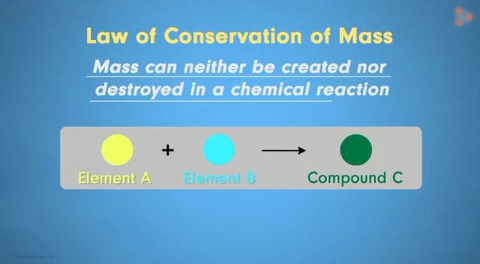 Law of Conservation of Mass
Mass can neither be created nor
destroyed in a chemical reaction
+
Element A Element B Compound C